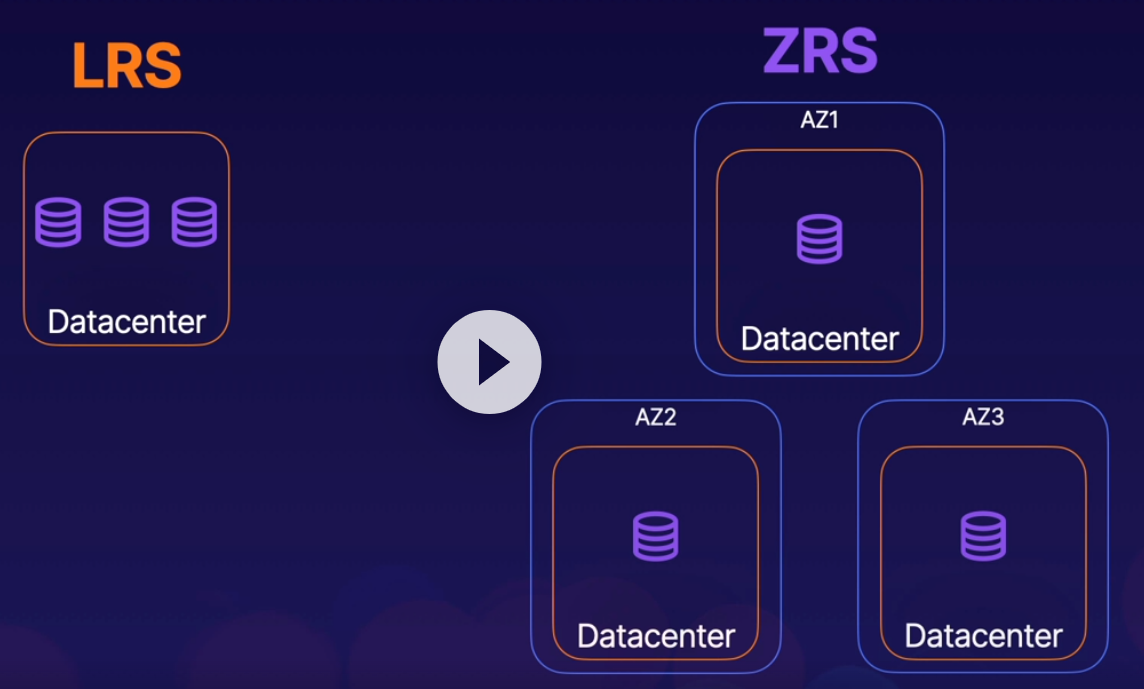 LRS
Datacenter
ZRS
AZ1
Datacenter
AZ2
Datacenter
AZ3
Datacenter